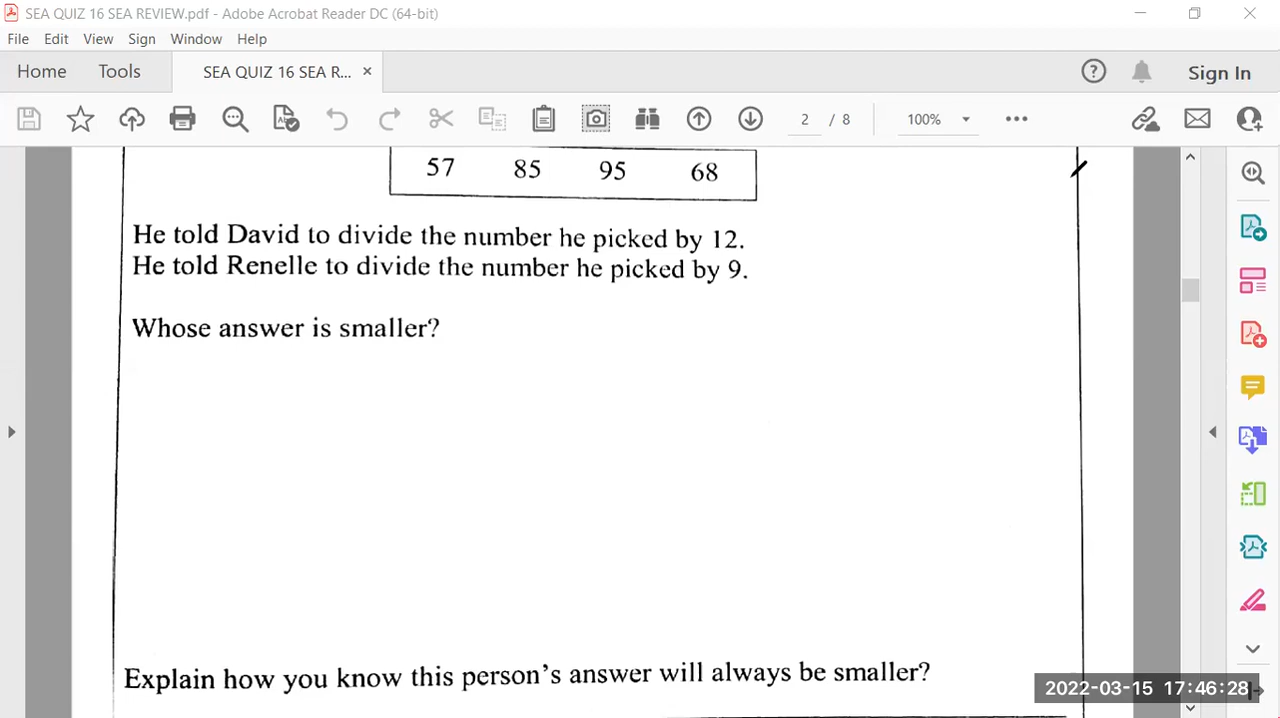 SEA QUIZ 16 SEA REVIEW.pdf - Adobe Acrobat Reader DC (64-bit)
File Edit View Sign Window Help
Home Tools SEA QUIZ 16 SEA R... × Sign In
2 / 8 100%
57 85 95 68
He told David to divide the number he picked by 12.
He told Renelle to divide the number he picked by 9.
Whose answer is smaller?
Explain how you know this person's answer will always be smaller?
2022-03-15 17:46:28